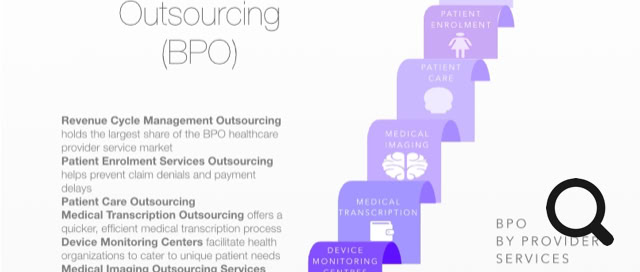 Outsourcing
(BPO)
Revenue Cycle Management Outsourcing
holds the largest share of the BPO healthcare
provider service market
Patient Enrolment Services Outsourcing
helps prevent claim denials and payment
delays
Patient Care Outsourcing
Medical Transcription Outsourcing offers a
quicker, efficient medical transcription process
Device Monitoring Centers facilitate health
organizations to cater to unique patient needs
Medical Imaging Outsourcing Services
PATIENT
ENROLMENT
PATIENT
CARE
MEDICAL
IMAGING
MEDICAL
TRANSCRIPTION
DEVICE
MONITORING
CENTRES
BPO
BY PROVIDER
SERVICES